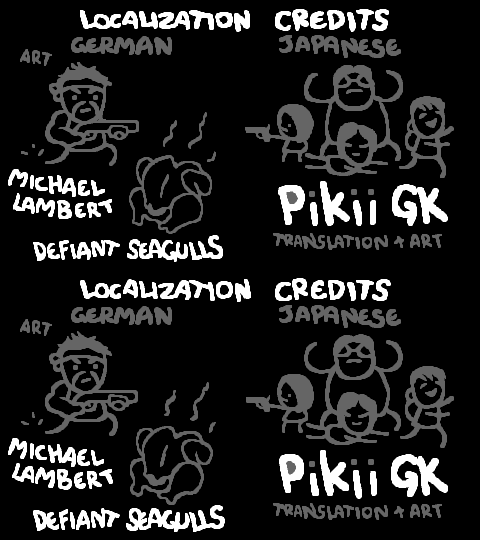 LOCALIZATION CREDITS
GERMAN
JAPANESE
ART
MICHAEL
LAMBERT
DEFIANT SEAGULLS
Pikii GK
TRANSLATION + ART
LOCALIZATION CREDITS
GERMAN
JAPANESE
ART
MICHAEL
LAMBERT
DEFIANT SEAGULLS
Pikii GK
TRANSLATION + ART